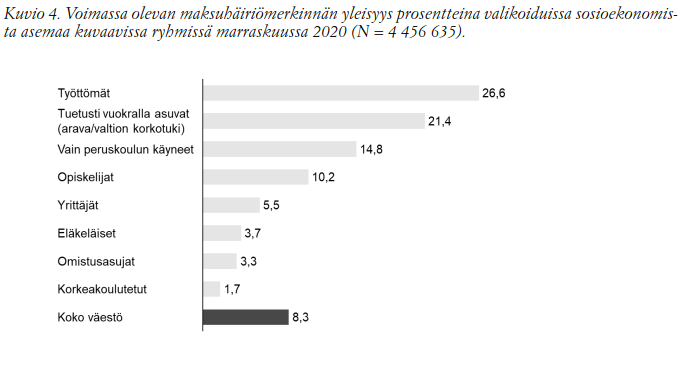 Kuvio 4. Voimassa olevan maksuhäiriömerkinnän yleisyys prosentteina valikoiduissa sosioekonomis-
ta asemaa kuvaavissa ryhmissä marraskuussa 2020 (N = 4 456 635).
Työttömät 26,6
Tuetusti vuokralla asuvat
(arava/valtion korkotuki) 21,4
Vain peruskoulun käyneet 14,8
Opiskelijat 10,2
Yrittäjät 5,5
Eläkeläiset 3,7
Omistusasujat 3,3
Korkeakoulutetut 1,7
Koko väestö 8,3